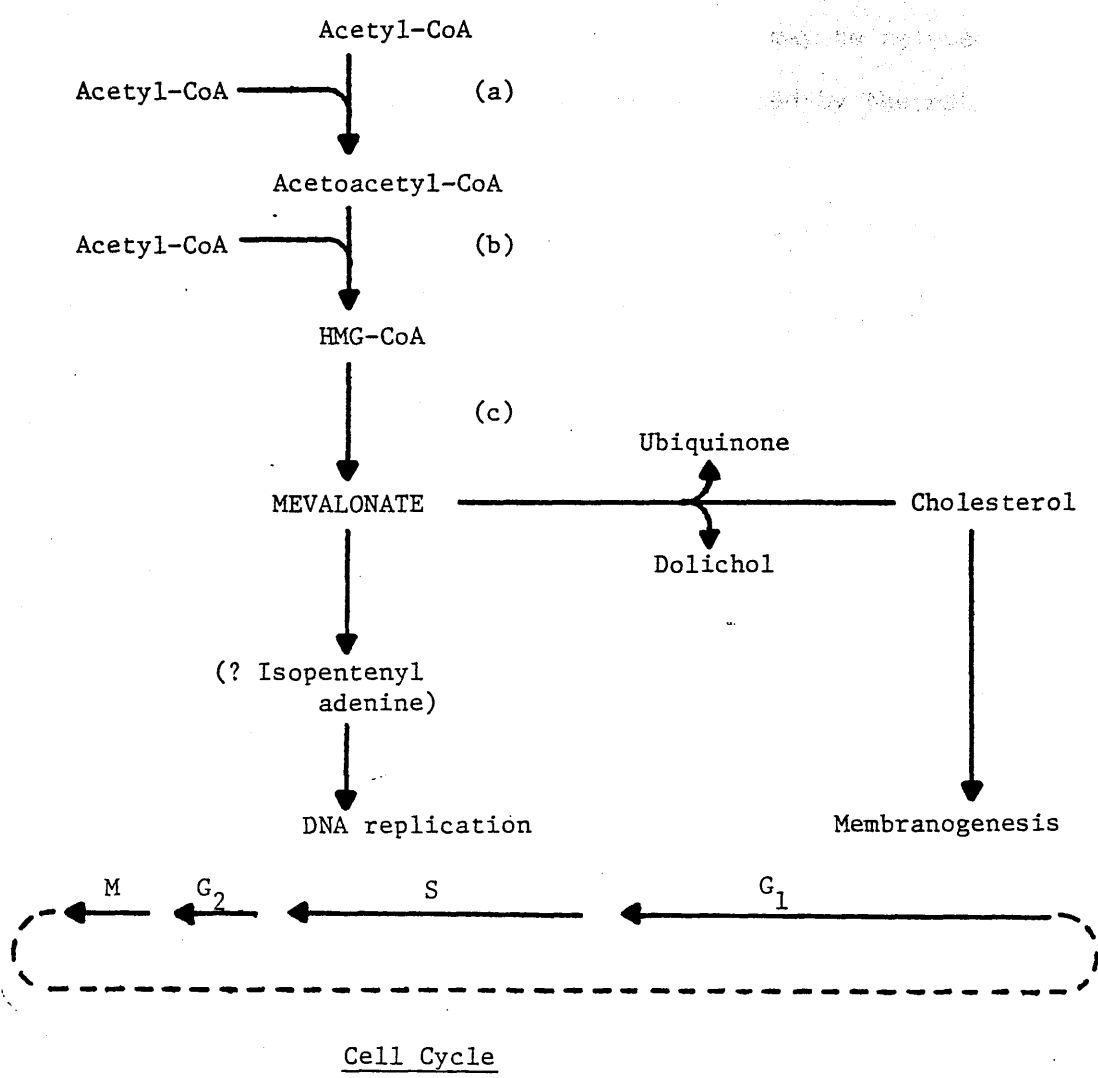 Acetyl-CoA
Acetyl-CoA (a)
Acetoacetyl-CoA
Acetyl-CoA (b)
HMG-CoA
(c)
Ubiquinone
MEVALONATE Cholesterol
Dolichol
(? Isopentenyl
adenine)
DNA replication Membranogenesis
M G2 S G1
Cell Cycle